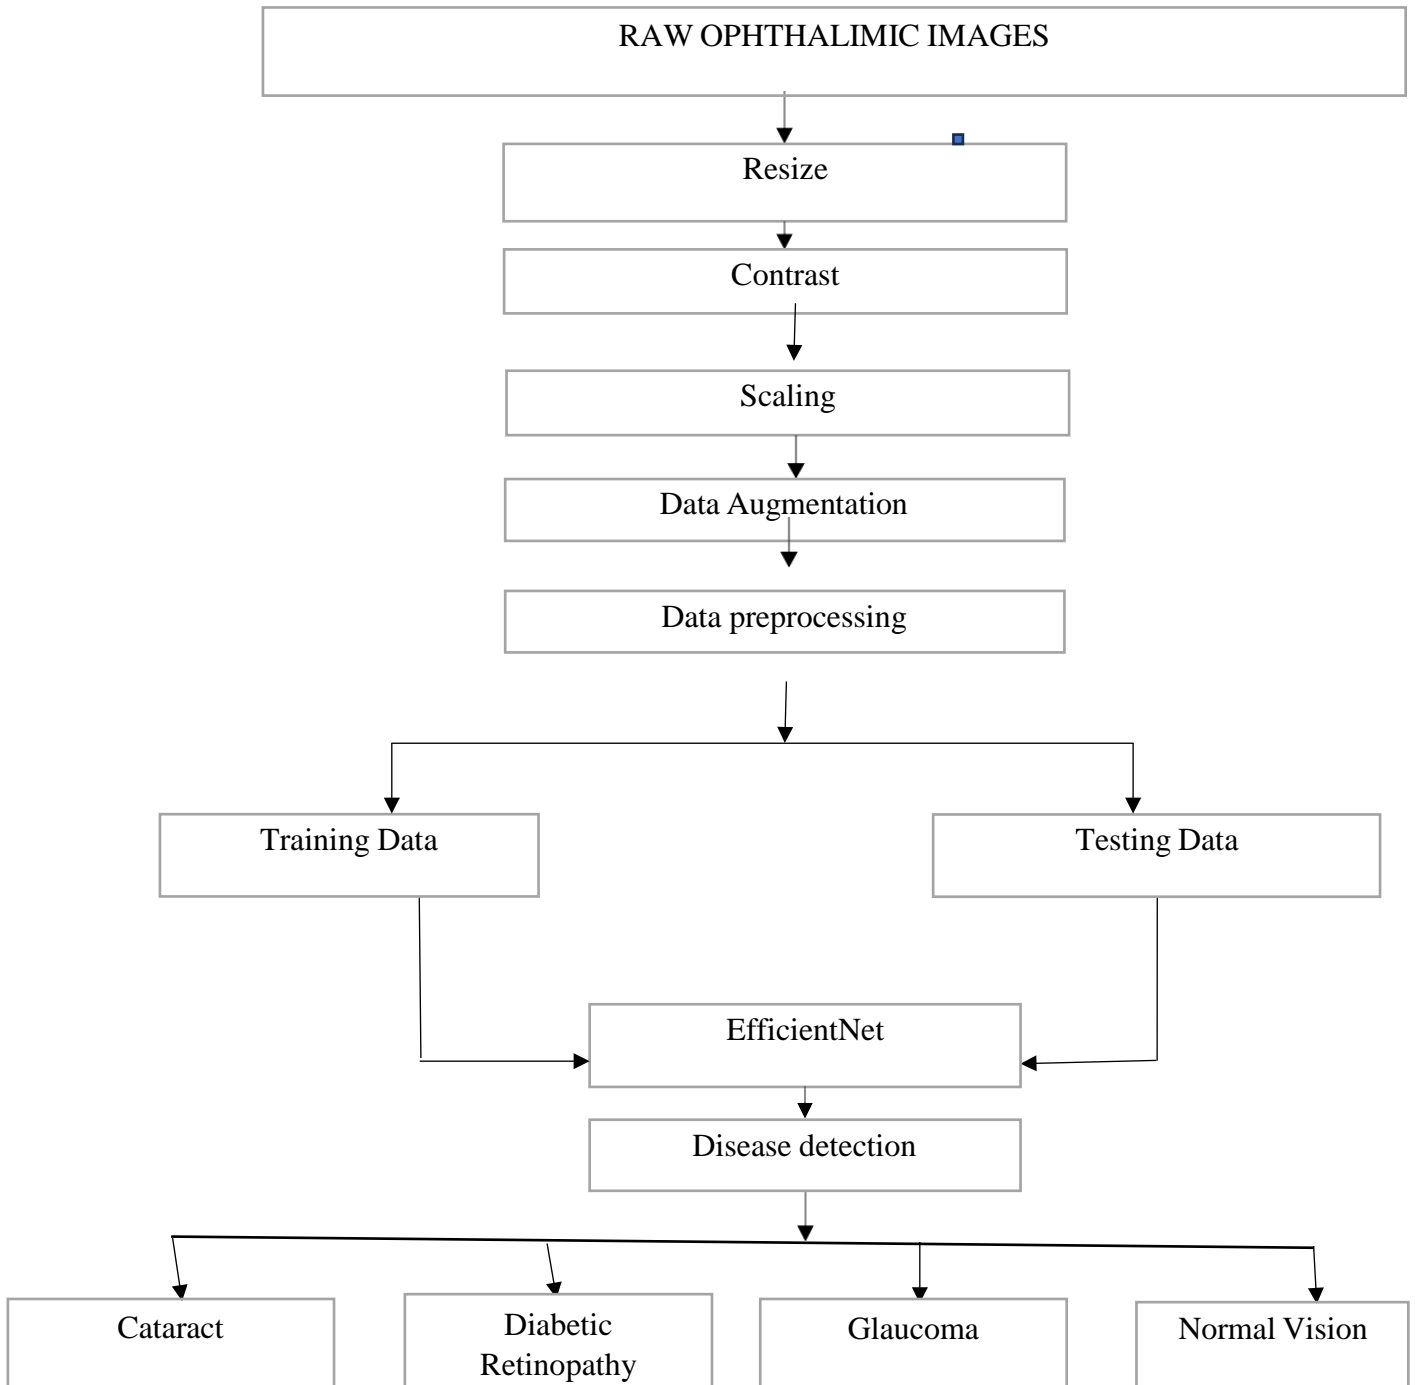 RAW OPHTHALIMIC IMAGES
Resize
Contrast
Scaling
Data Augmentation
Data preprocessing
Training Data
Testing Data
EfficientNet
Disease detection
Cataract
Diabetic
Retinopathy
Glaucoma
Normal Vision